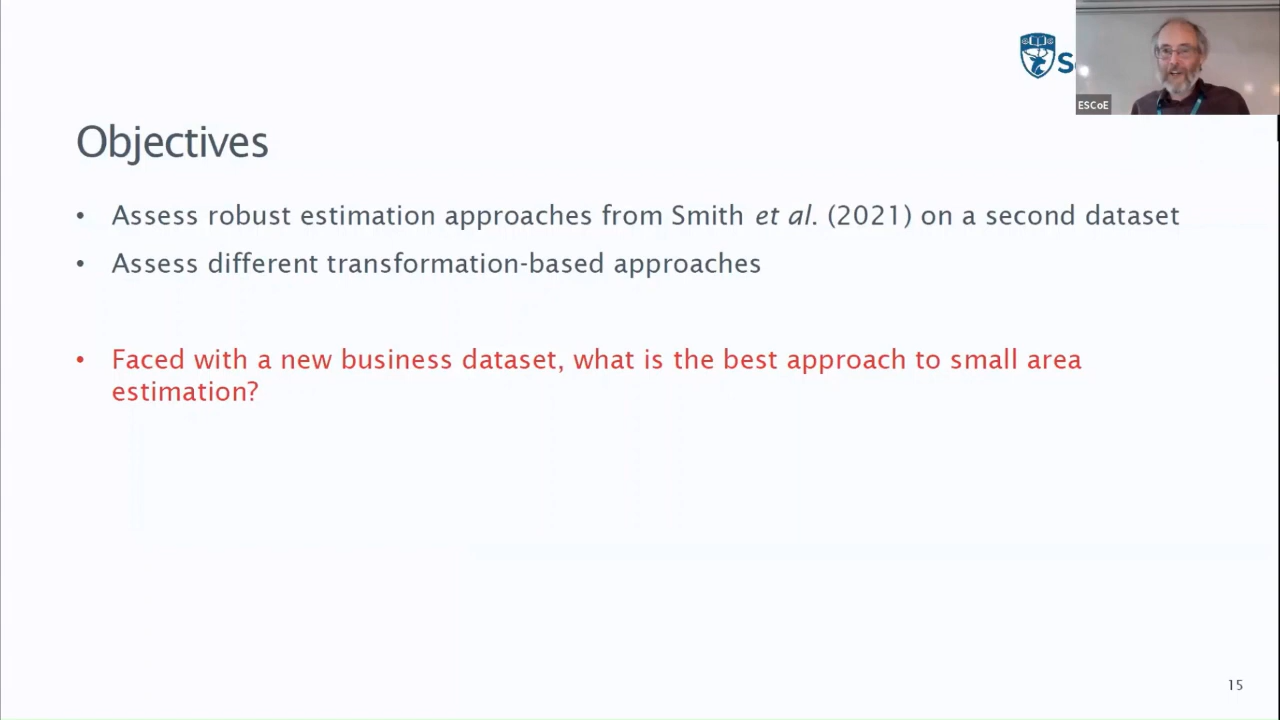 ESCoE
Objectives
• Assess robust estimation approaches from Smith et al. (2021) on a second dataset
• Assess different transformation-based approaches
• Faced with a new business dataset, what is the best approach to small area
estimation?
15